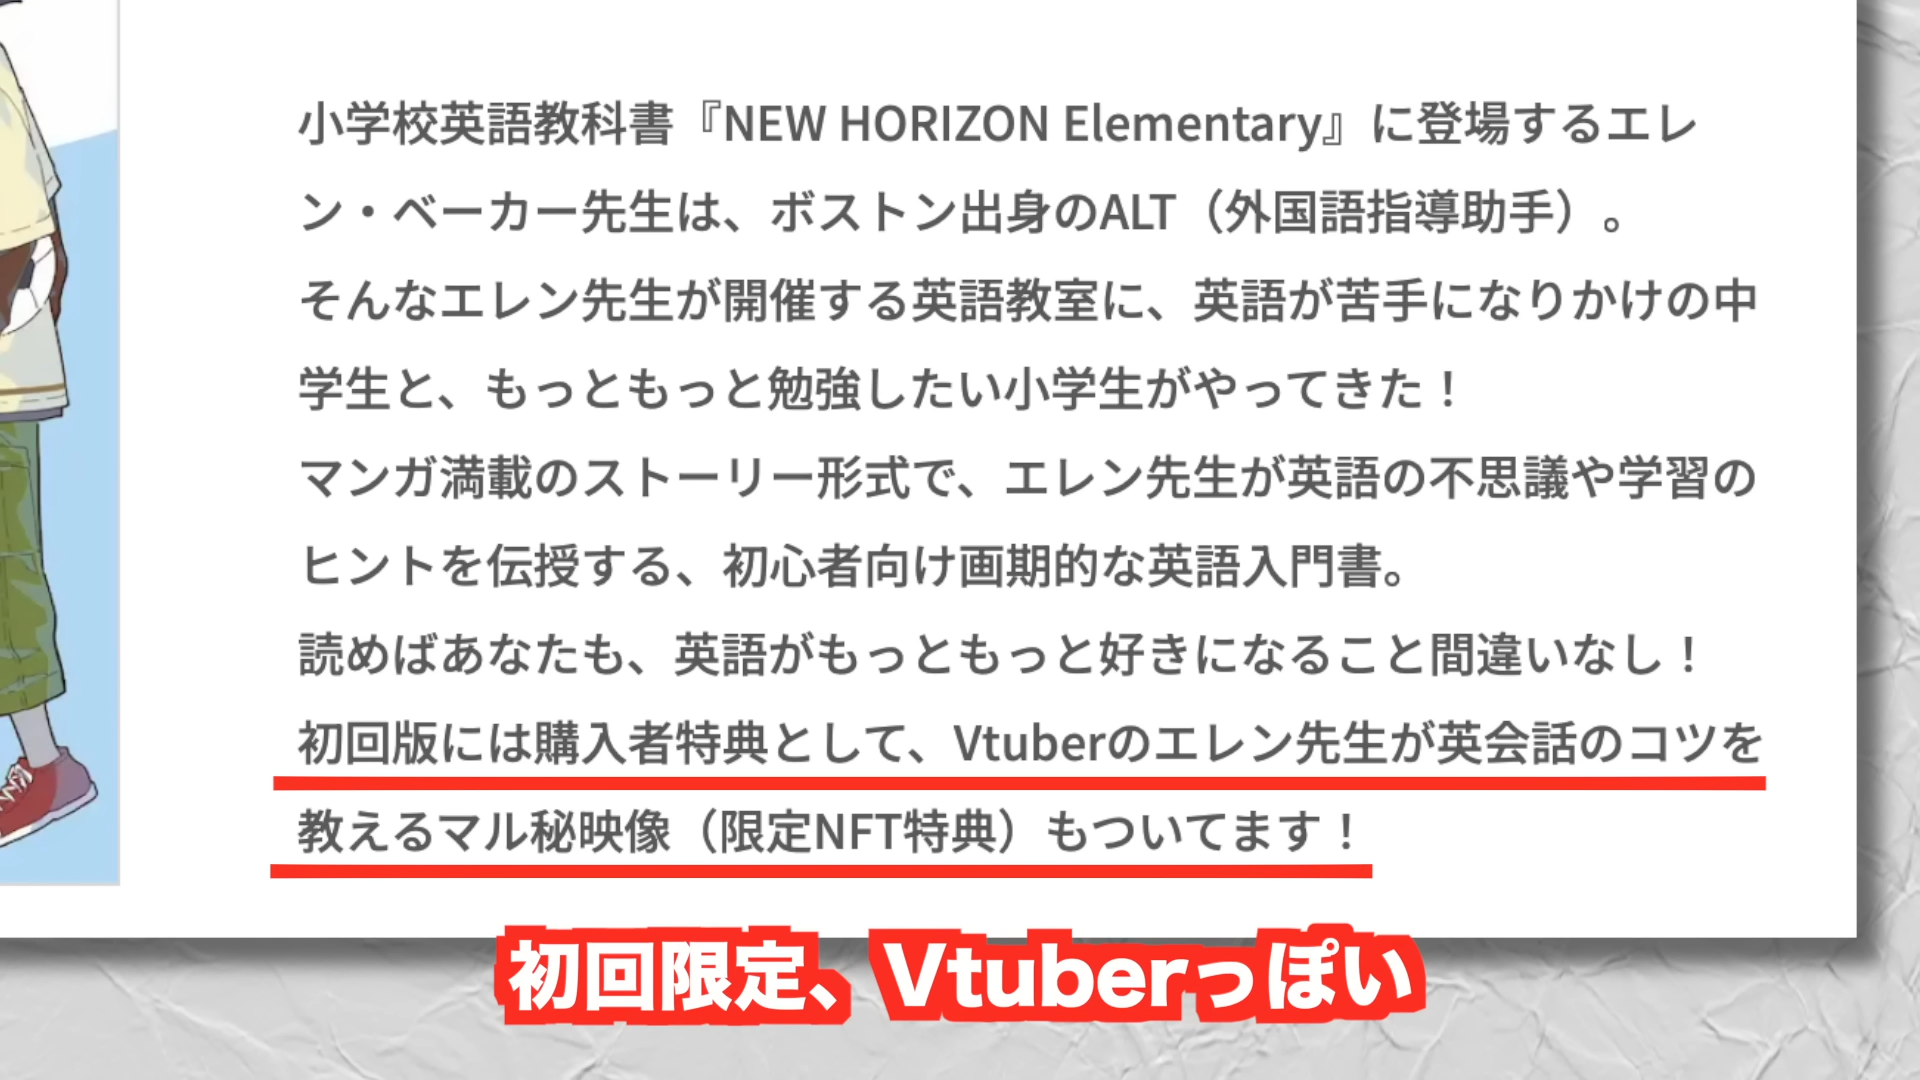 小学校英語教科書『NEW HORIZON Elementary』に登場するエレ
ン・ベーカー先生は、ボストン出身のALT（外国語指導助手）。
そんなエレン先生が開催する英語教室に、英語が苦手になりかけの中
学生と、もっともっと勉強したい小学生がやってきた！
マンガ満載のストーリー形式で、エレン先生が英語の不思議や学習の
ヒントを伝授する、初心者向け画期的な英語入門書。
読めばあなたも、英語がもっともっと好きになること間違いなし！
初回版には購入者特典として、Vtuberのエレン先生が英会話のコツを
教えるマル秘映像（限定NFT特典）もついてます！
初回限定、Vtuberっぽい